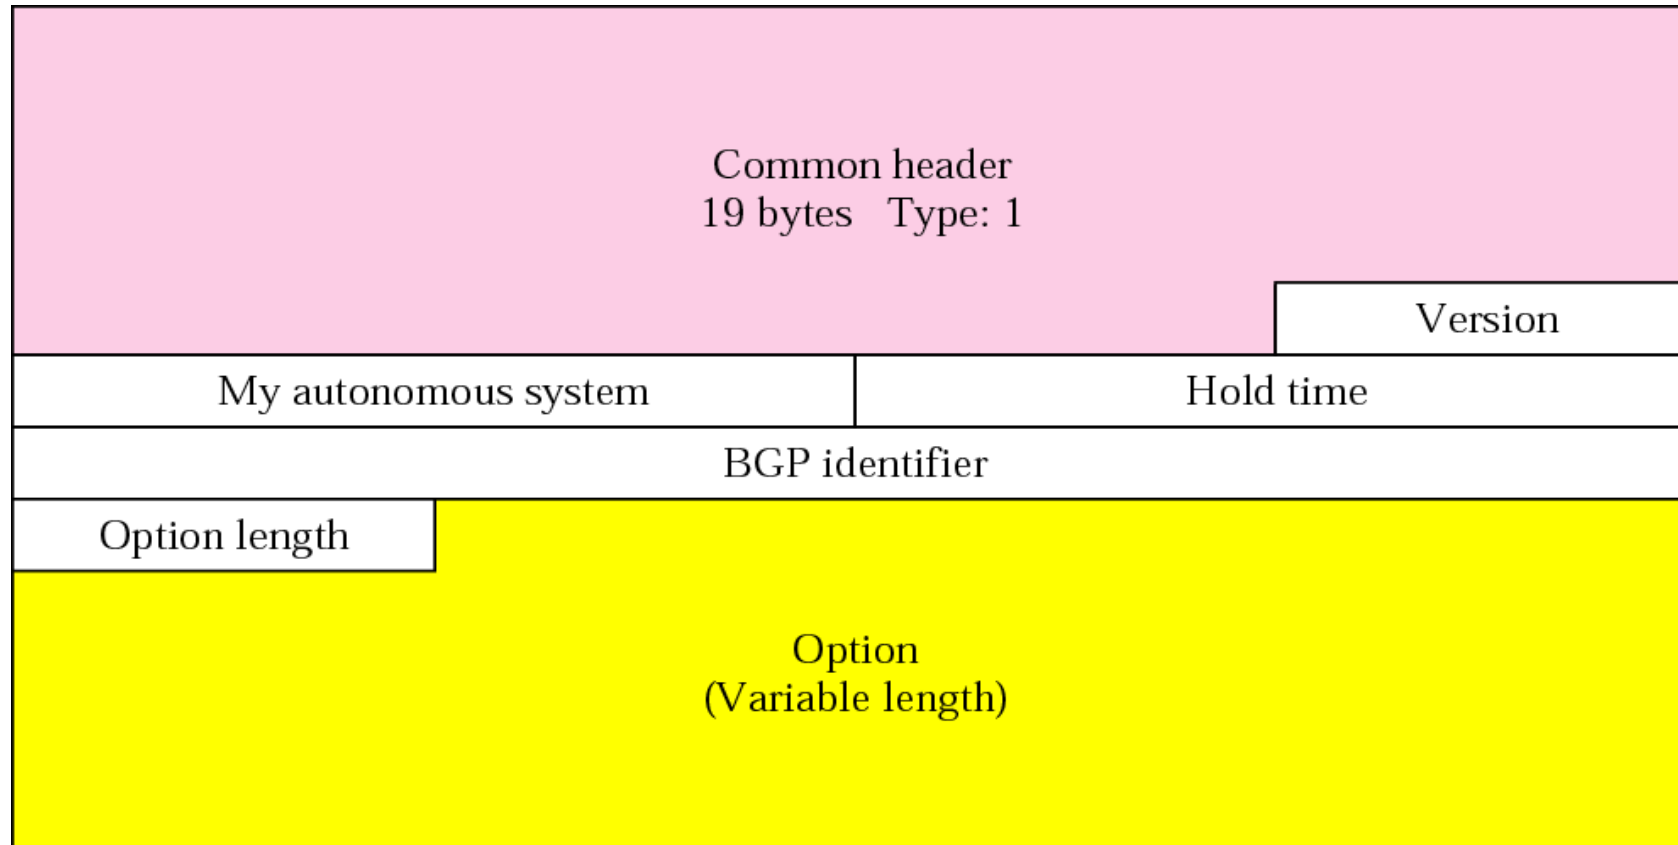 Common header
19 bytes Type: 1
Version
My autonomous system
Hold time
BGP identifier
Option length
Option
(Variable length)